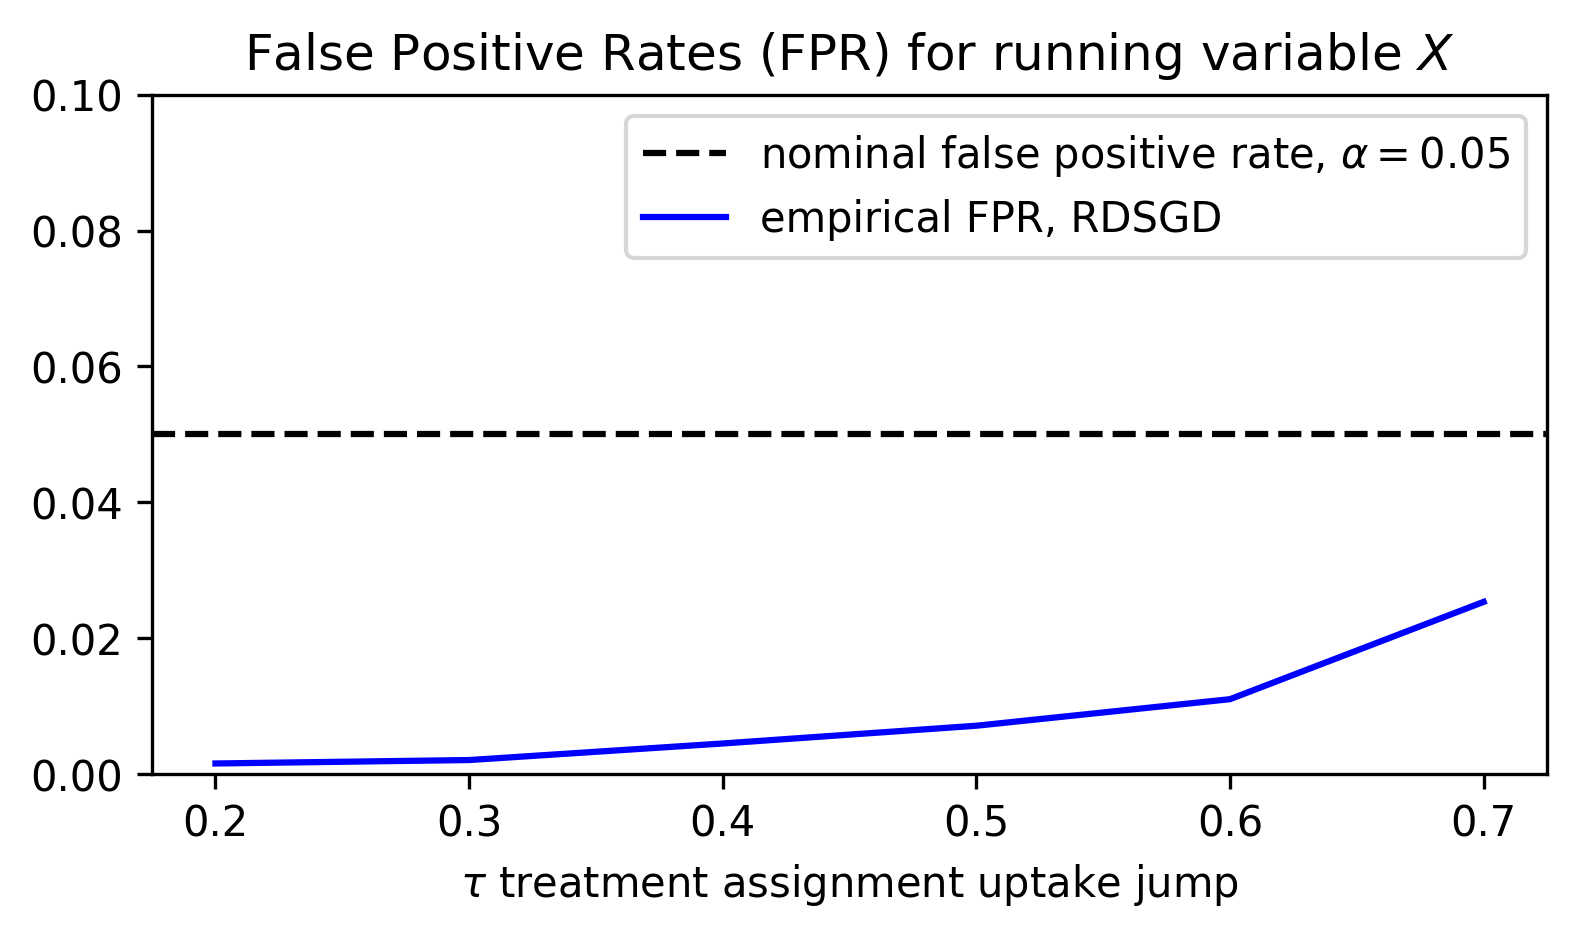 False Positive Rates (FPR) for running variable X
0.10
nominal false positive rate, α = 0.05
empirical FPR, RDSGD
0.08
0.06
0.04
0.02
0.00
0.2 0.3 0.4 0.5 0.6 0.7
τ treatment assignment uptake jump